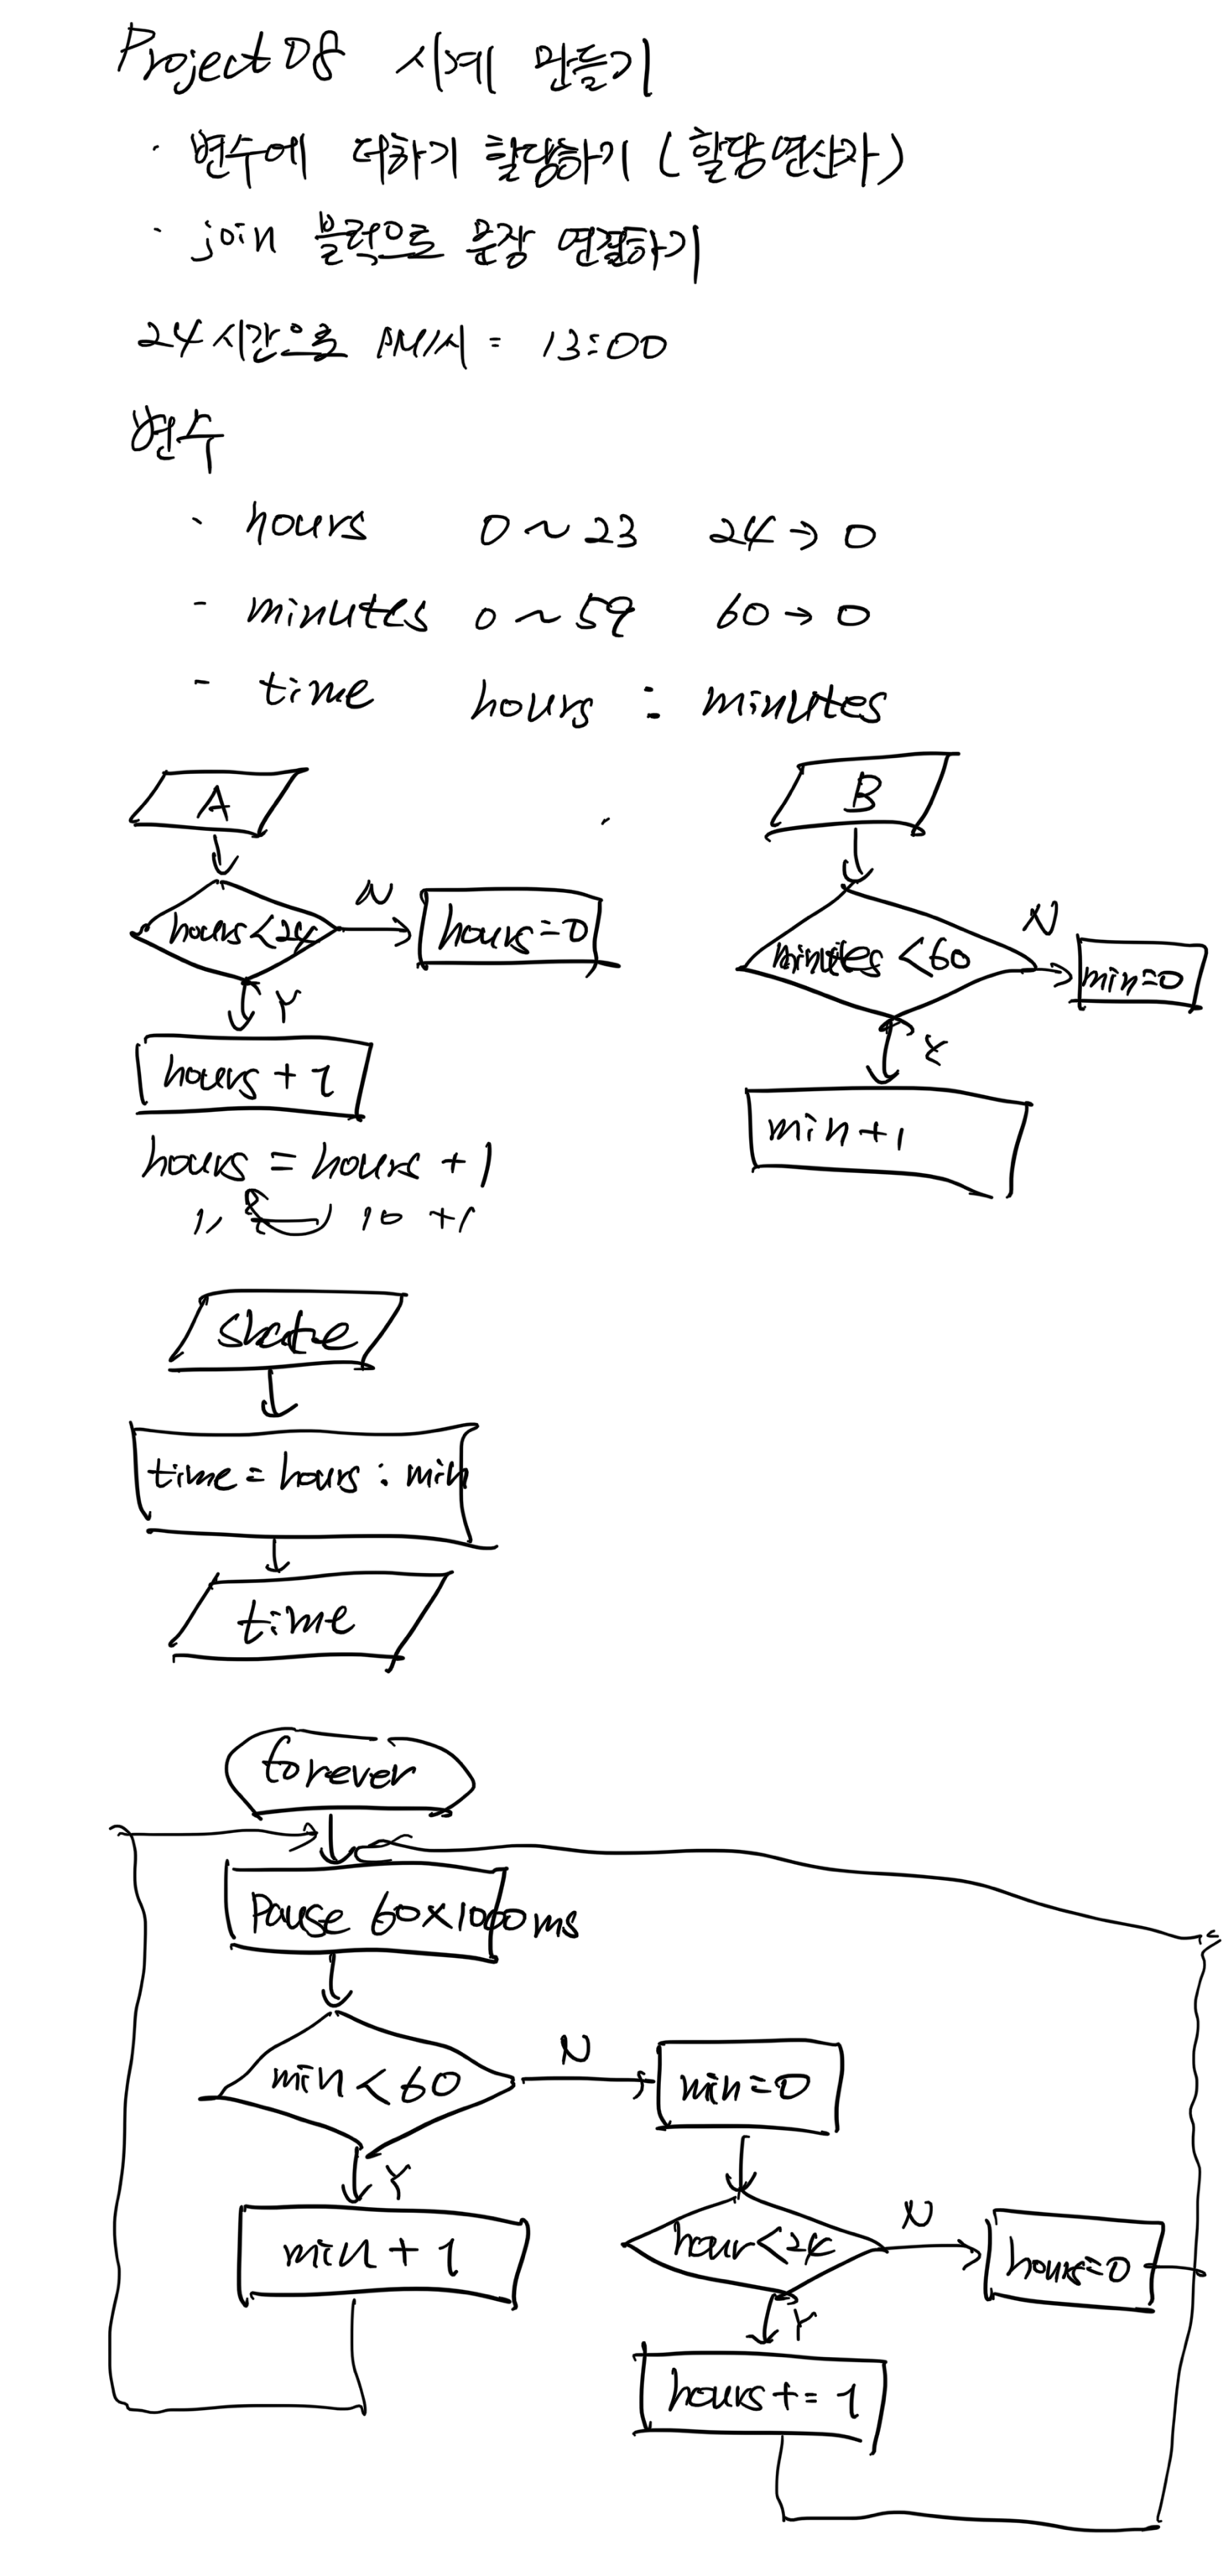 Project 08 시계 만들기
· 변수에 더하기 할당하기 (할당연산자)
· join 블럭으로 문장 연결하기
24시간으로 PM1시 = 13:00
변수
- hours 0 ~ 23 24 → 0
- minutes 0 ~ 59 60 → 0
- time hours : minutes
A
B
hours < 24
N
hours = 0
minutes < 60
N
min = 0
Y
hours + 1
Y
min + 1
hours = hours + 1
11 10 + 1
shake
time = hours : min
time
forever
Pause 60×1000ms
min < 60
N
min = 0
Y
min + 1
hour < 24
N
hours = 0
Y
hours += 1